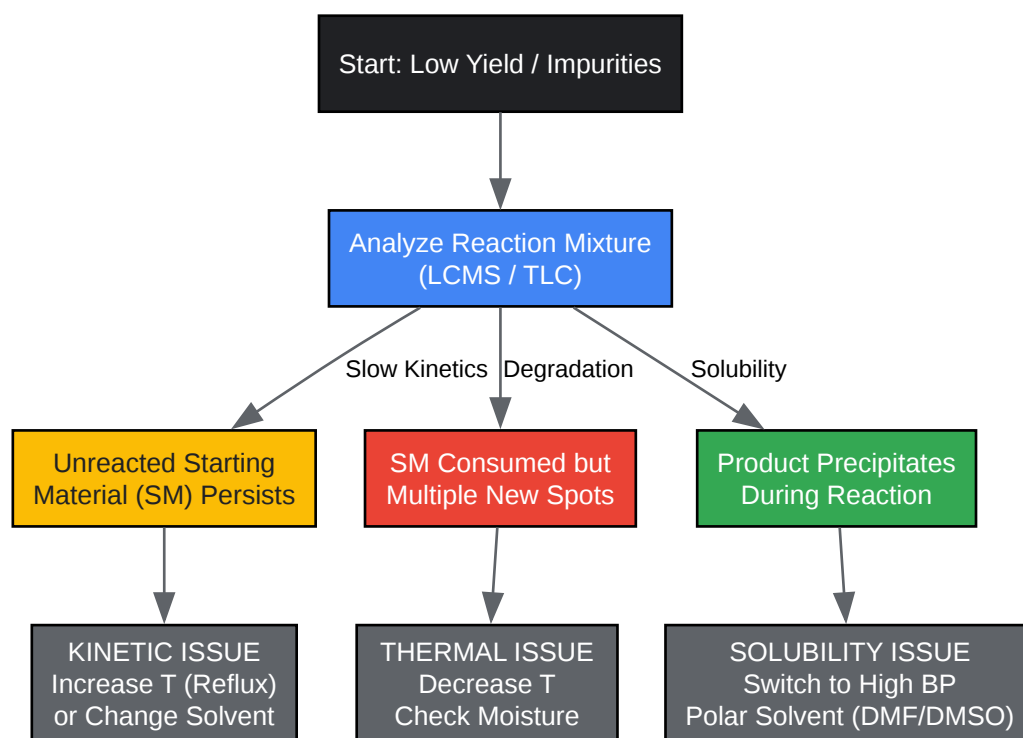 Start: Low Yield / Impurities
Analyze Reaction Mixture
(LCMS / TLC)
Slow Kinetics
Degradation
Solubility
Unreacted Starting
Material (SM) Persists
SM Consumed but
Multiple New Spots
Product Precipitates
During Reaction
KINETIC ISSUE
Increase T (Reflux)
or Change Solvent
THERMAL ISSUE
Decrease T
Check Moisture
SOLUBILITY ISSUE
Switch to High BP
Polar Solvent (DMF/DMSO)